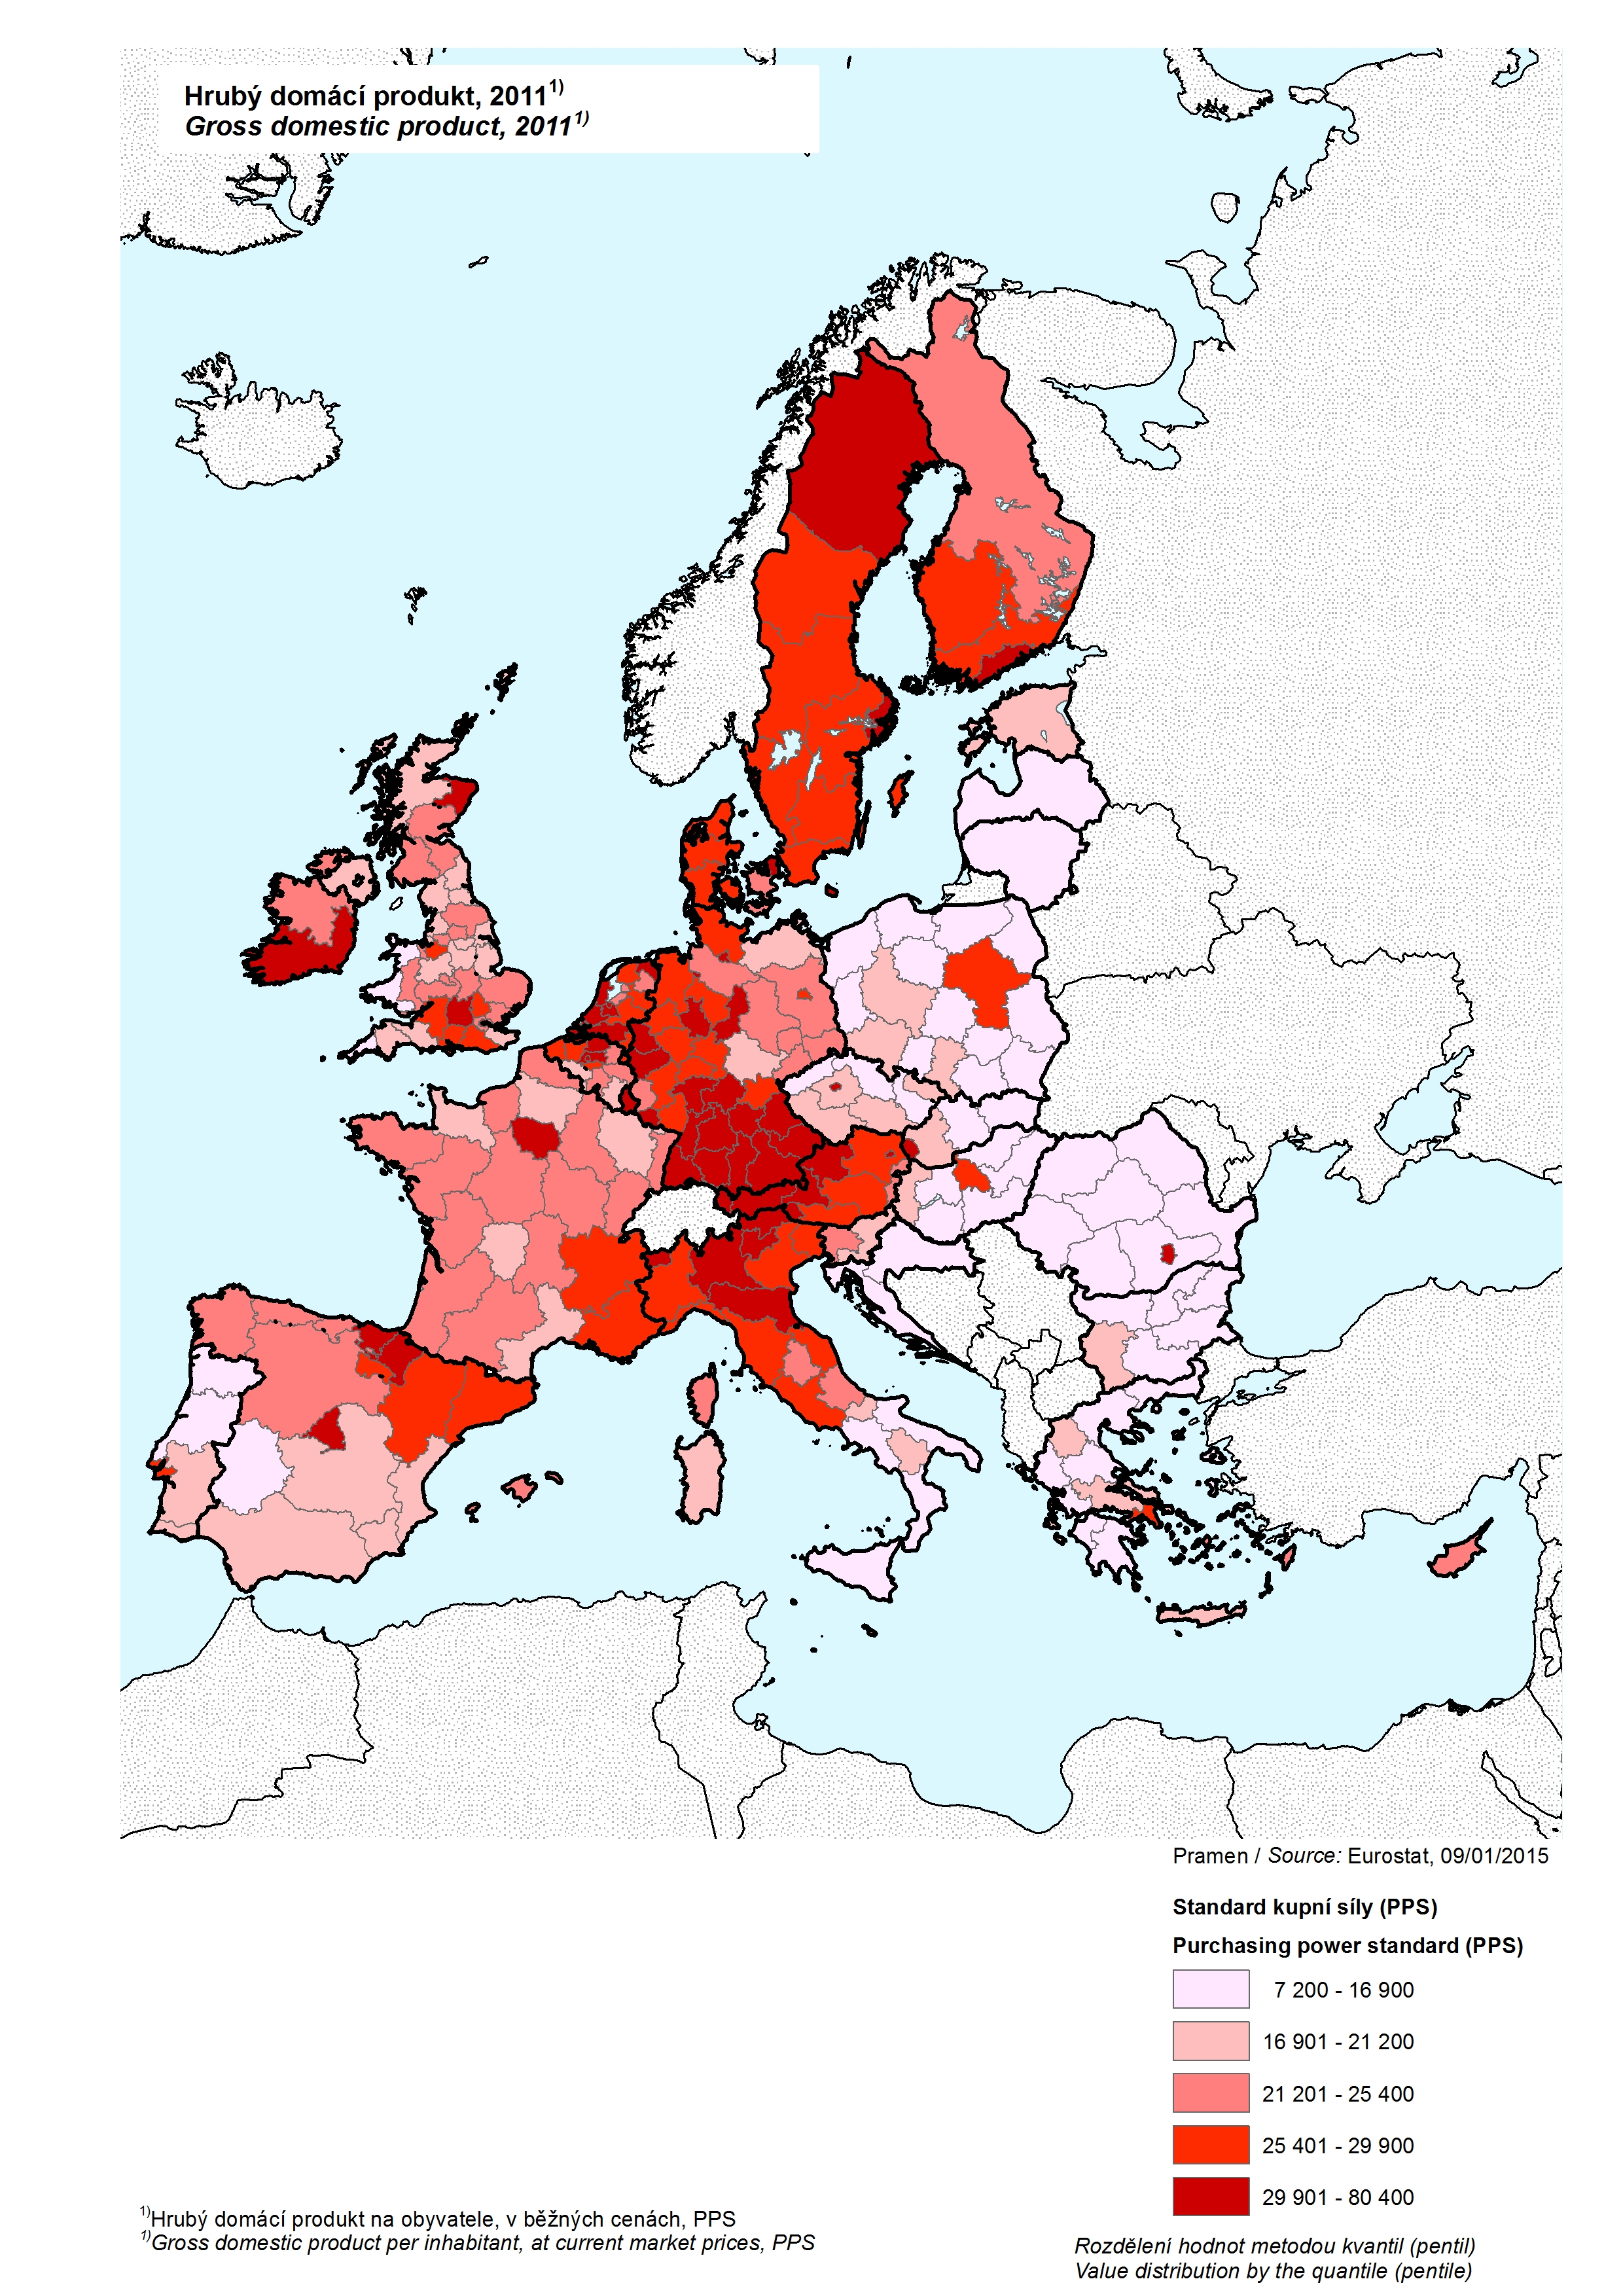 Hrubý domácí produkt, 2011¹⁾
Gross domestic product, 2011¹⁾
Pramen / Source: Eurostat, 09/01/2015
Standard kupní síly (PPS)
Purchasing power standard (PPS)
7 200 - 16 900
16 901 - 21 200
21 201 - 25 400
25 401 - 29 900
29 901 - 80 400
¹⁾Hrubý domácí produkt na obyvatele, v běžných cenách, PPS
¹⁾Gross domestic product per inhabitant, at current market prices, PPS
Rozdělení hodnot metodou kvantil (pentil)
Value distribution by the quantile (pentile)